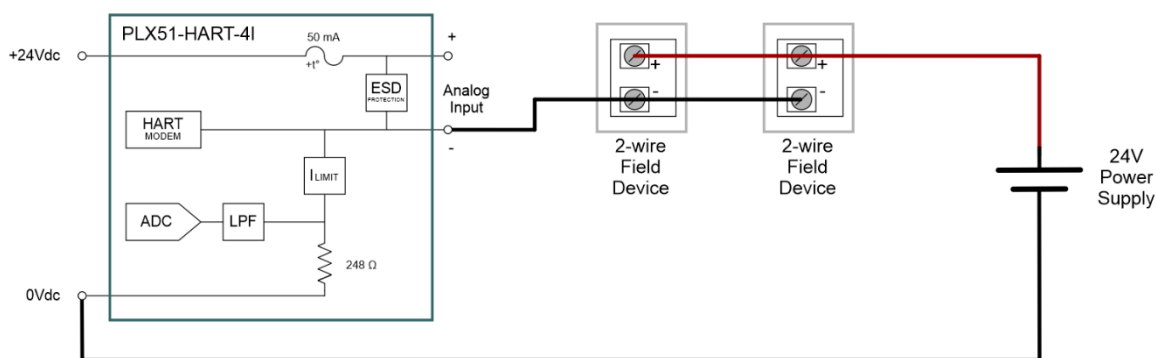 PLX51-HART-4I
50 mA
+t°
+24Vdc
+
ESD
PROTECTION
Analog
Input
HART
MODEM
-
I LIMIT
ADC
LPF
248 Ω
0Vdc
+
-
+
-
2-wire
Field
Device
2-wire
Field
Device
24V
Power
Supply